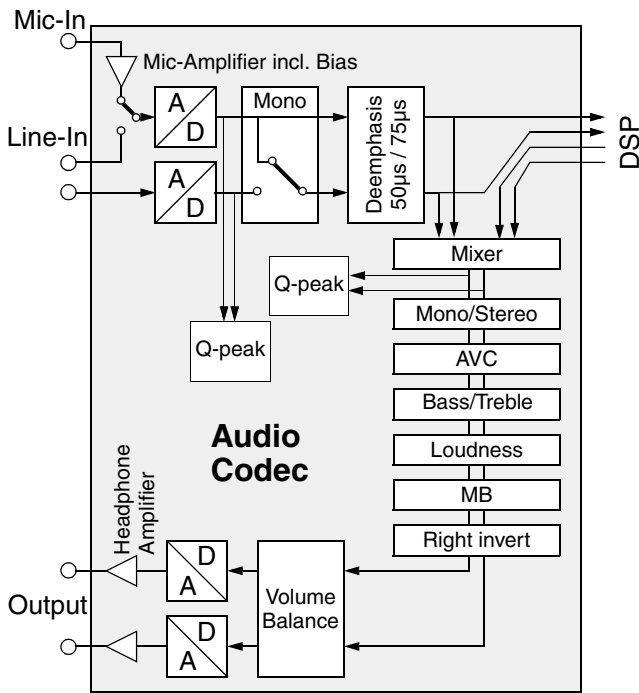 Mic-In
Mic-Amplifier incl. Bias
A
D
Mono
Deemphasis
50µs / 75µs
Line-In
A
D
DSP
Mixer
Q-peak
Mono/Stereo
Q-peak
AVC
Bass/Treble
Audio
Codec
Loudness
MB
Right invert
Headphone
Amplifier
D
A
Volume
Balance
Output
D
A